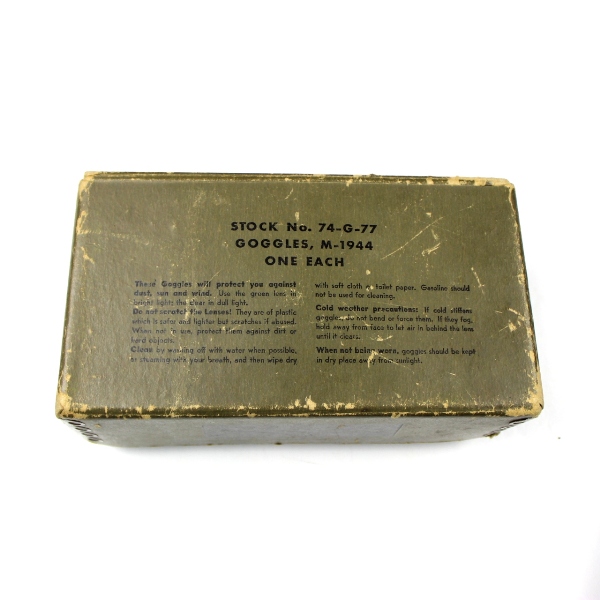 STOCK No. 74-G-77
GOGGLES, M-1944
ONE EACH
These Goggles will protect you against
dust, sun and wind. Use the green lens in
bright lights the clear in dull light.
Do not scratch the Lenses! They are of plastic
which is safer and lighter but scratches if abused.
When not in use, protect them against dirt or
hard objects.
Clean by washing off with water when possible,
or steaming with your breath, and then wipe dry
with soft cloth or toilet paper. Gasoline should
not be used for cleaning.
Cold weather precautions: If cold stiffens
goggles, do not bend or force them. If they fog,
hold away from face to let air in behind the lens
until it clears.
When not being worn, goggles should be kept
in dry place away from sunlight.